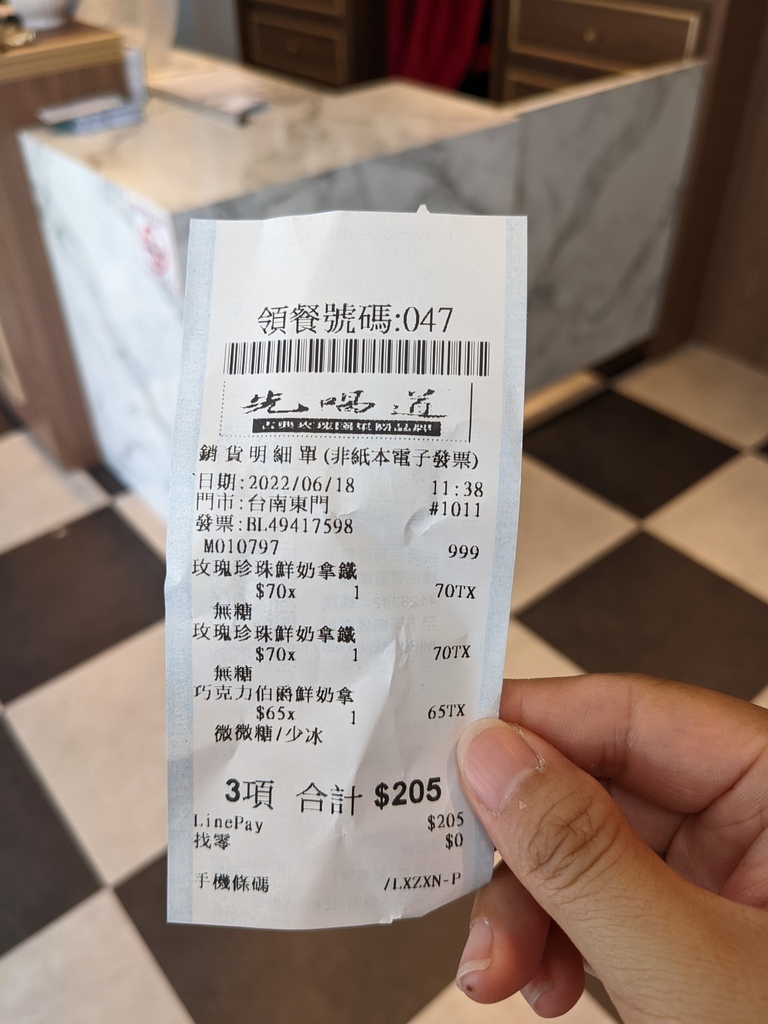 領餐號碼:047
先喝道
銷貨明細單(非紙本電子發票)
日期:2022/06/18 11:38
門市:台南東門 #1011
發票:BL49417598
M010797 999
玫瑰珍珠鮮奶拿鐵
$70x 1 70TX
無糖
玫瑰珍珠鮮奶拿鐵
$70x 1 70TX
無糖
巧克力伯爵鮮奶拿
$65x 1 65TX
微微糖/少冰
3項 合計 $205
LinePay $205
找零 $0
手機條碼 /LXZXN-P